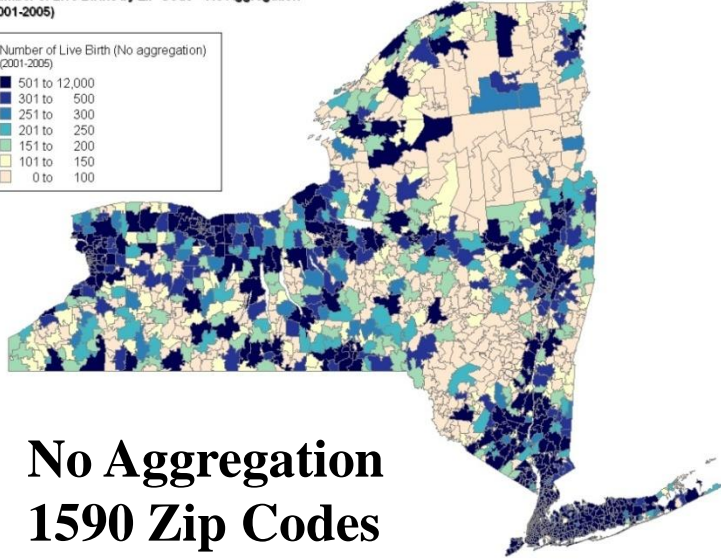 001-2005)
Number of Live Birth (No aggregation)
(2001-2005)
501 to 12,000
301 to 500
251 to 300
201 to 250
151 to 200
101 to 150
0 to 100
No Aggregation
1590 Zip Codes